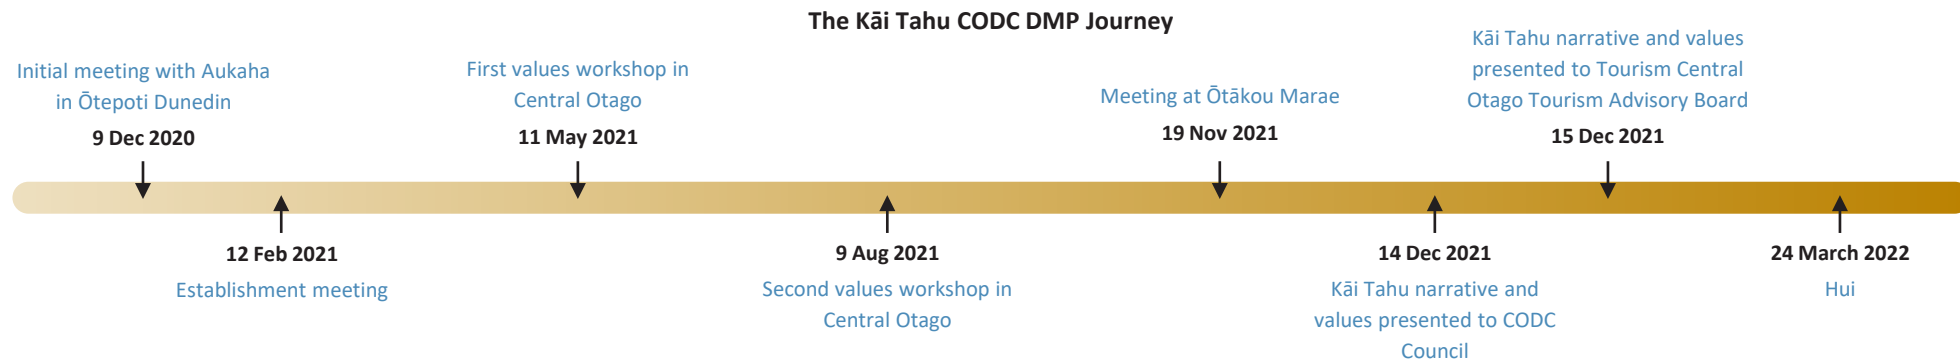 The Kāi Tahu CODC DMP Journey
Initial meeting with Aukaha
in Ōtepoti Dunedin
9 Dec 2020
12 Feb 2021
Establishment meeting
First values workshop in
Central Otago
11 May 2021
9 Aug 2021
Second values workshop in
Central Otago
Meeting at Ōtākou Marae
19 Nov 2021
14 Dec 2021
Kāi Tahu narrative and
values presented to CODC
Council
Kāi Tahu narrative and values
presented to Tourism Central
Otago Tourism Advisory Board
15 Dec 2021
24 March 2022
Hui